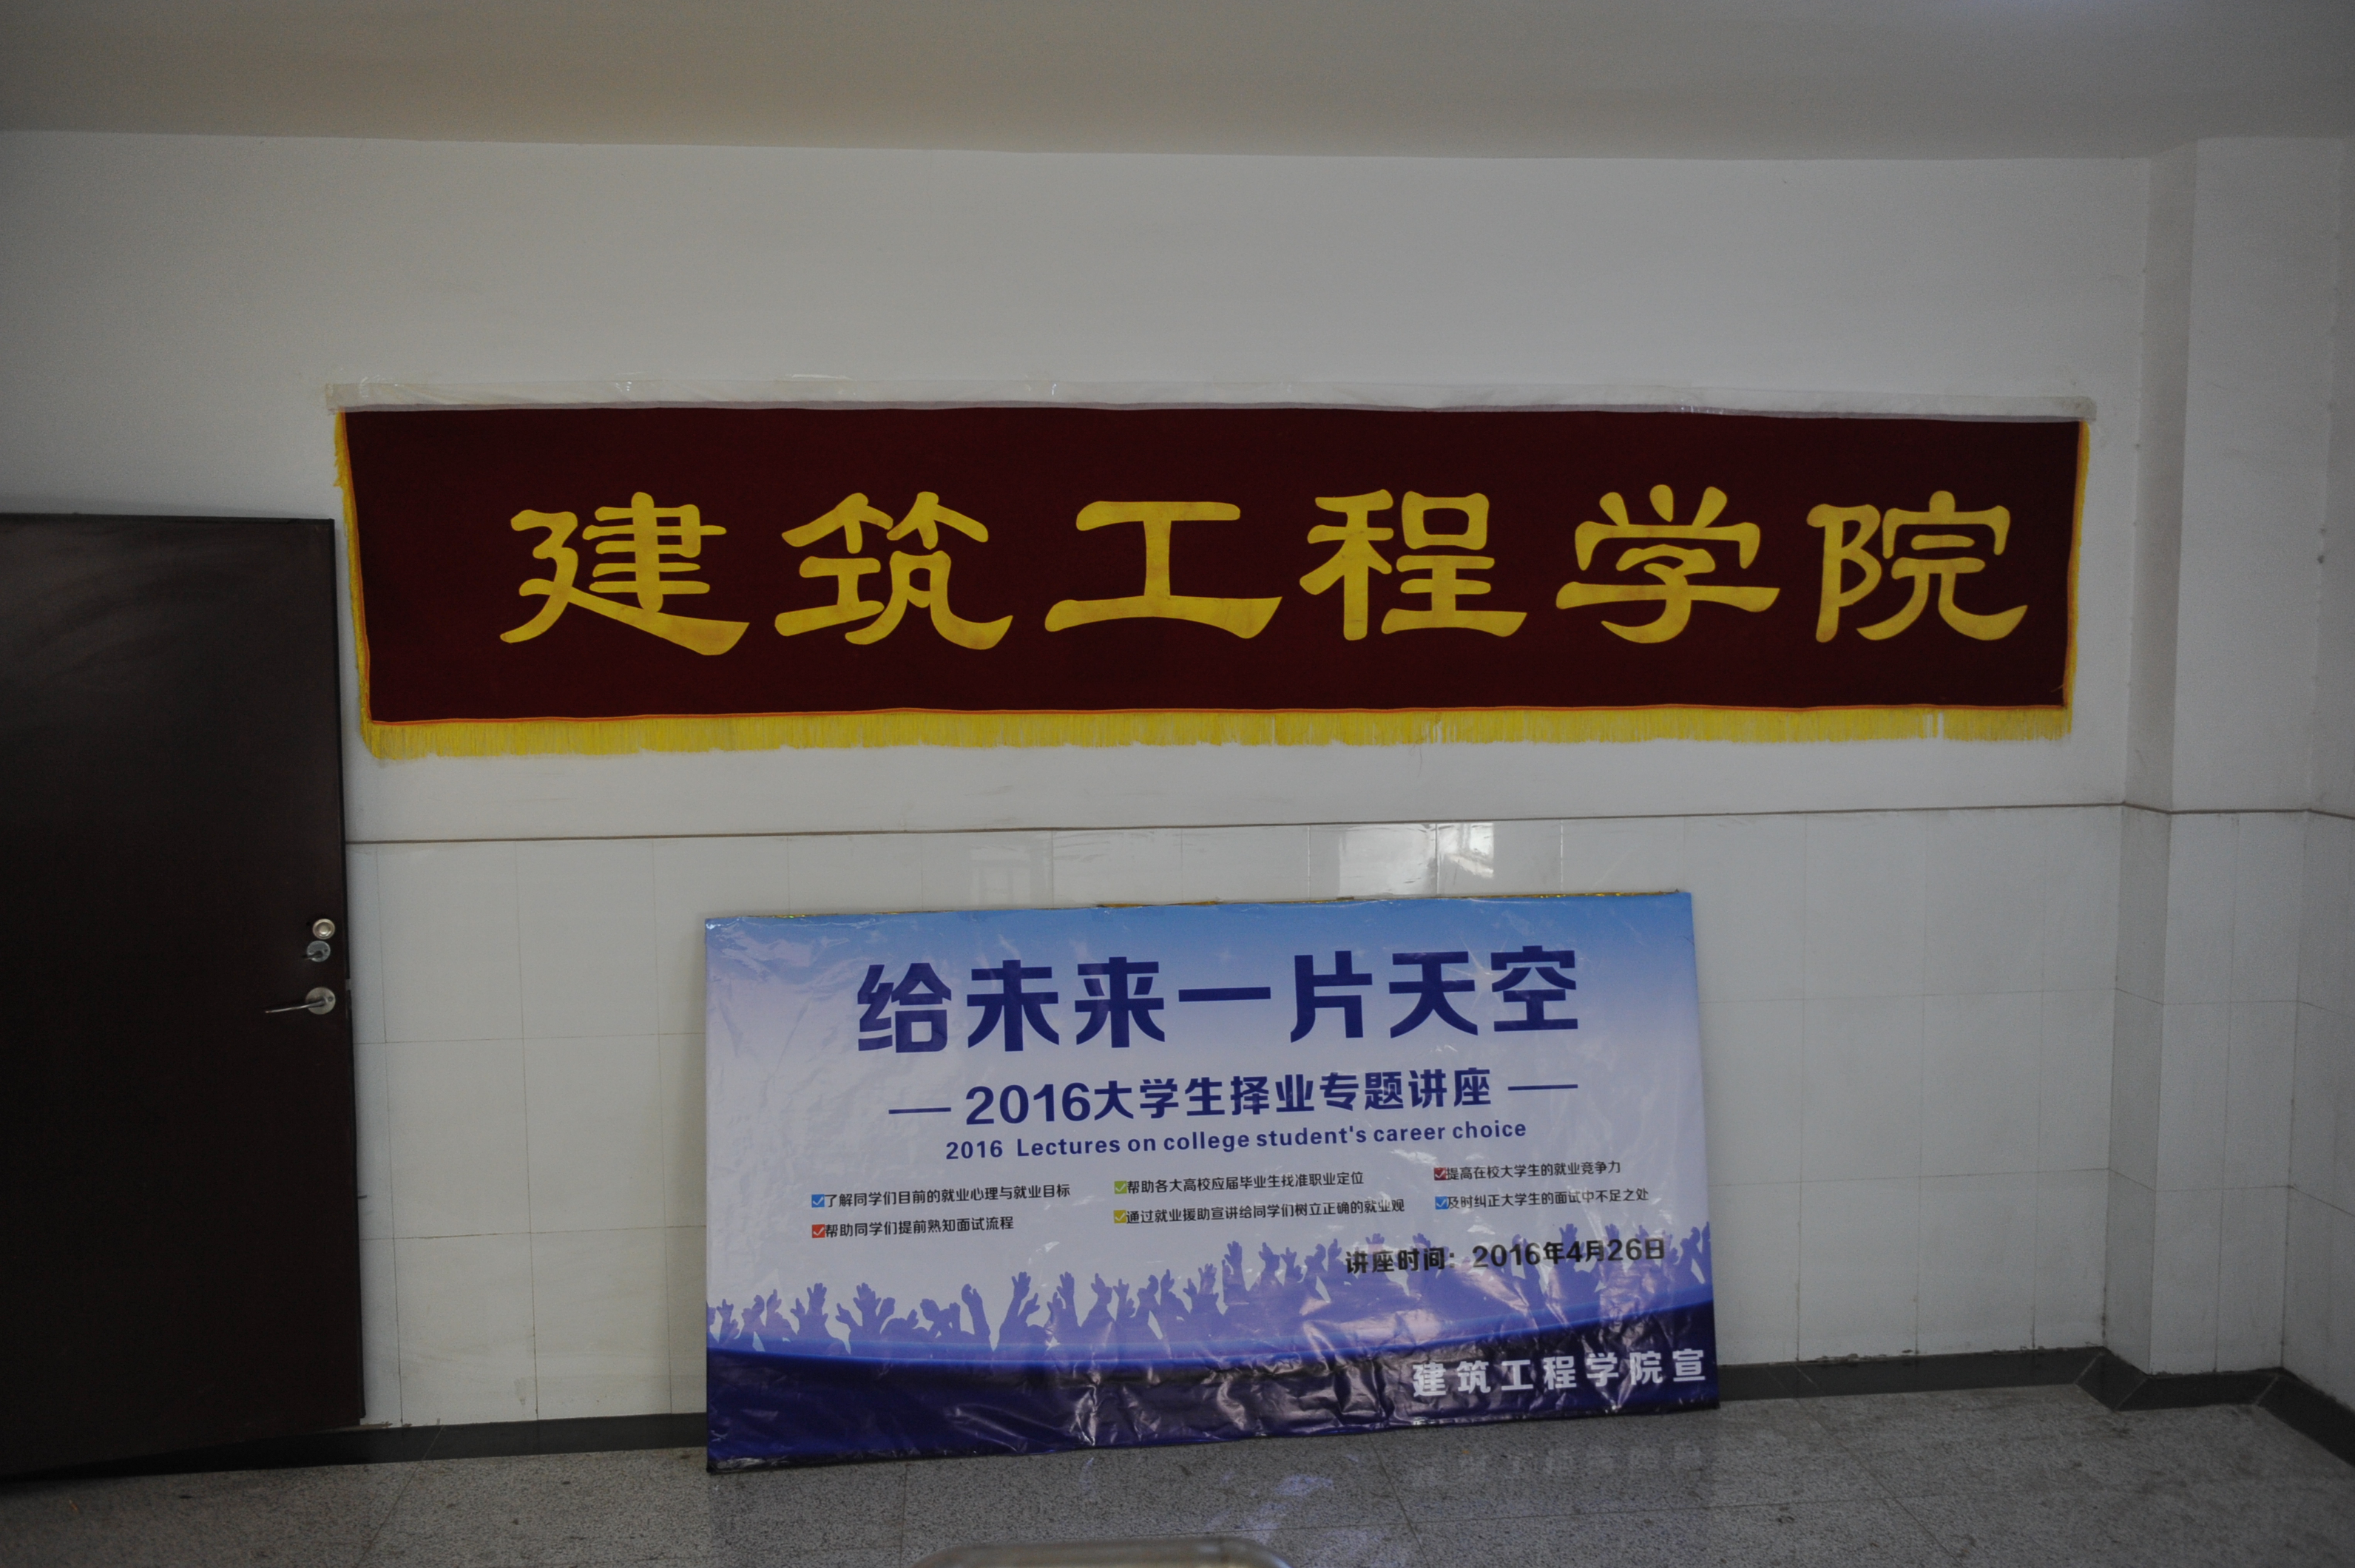 建筑工程学院
给未来一片天空
2016大学生择业专题讲座
2016 Lectures on college student's career choice
了解同学们目前的就业心理与就业目标 帮助各大高校应届毕业生找准职业定位 提高在校大学生的就业竞争力
帮助同学们提前熟知面试流程 通过就业援助宣讲给同学们树立正确的就业观 及时纠正大学生的面试中不足之处
讲座时间：2016年4月26日
建筑工程学院宣